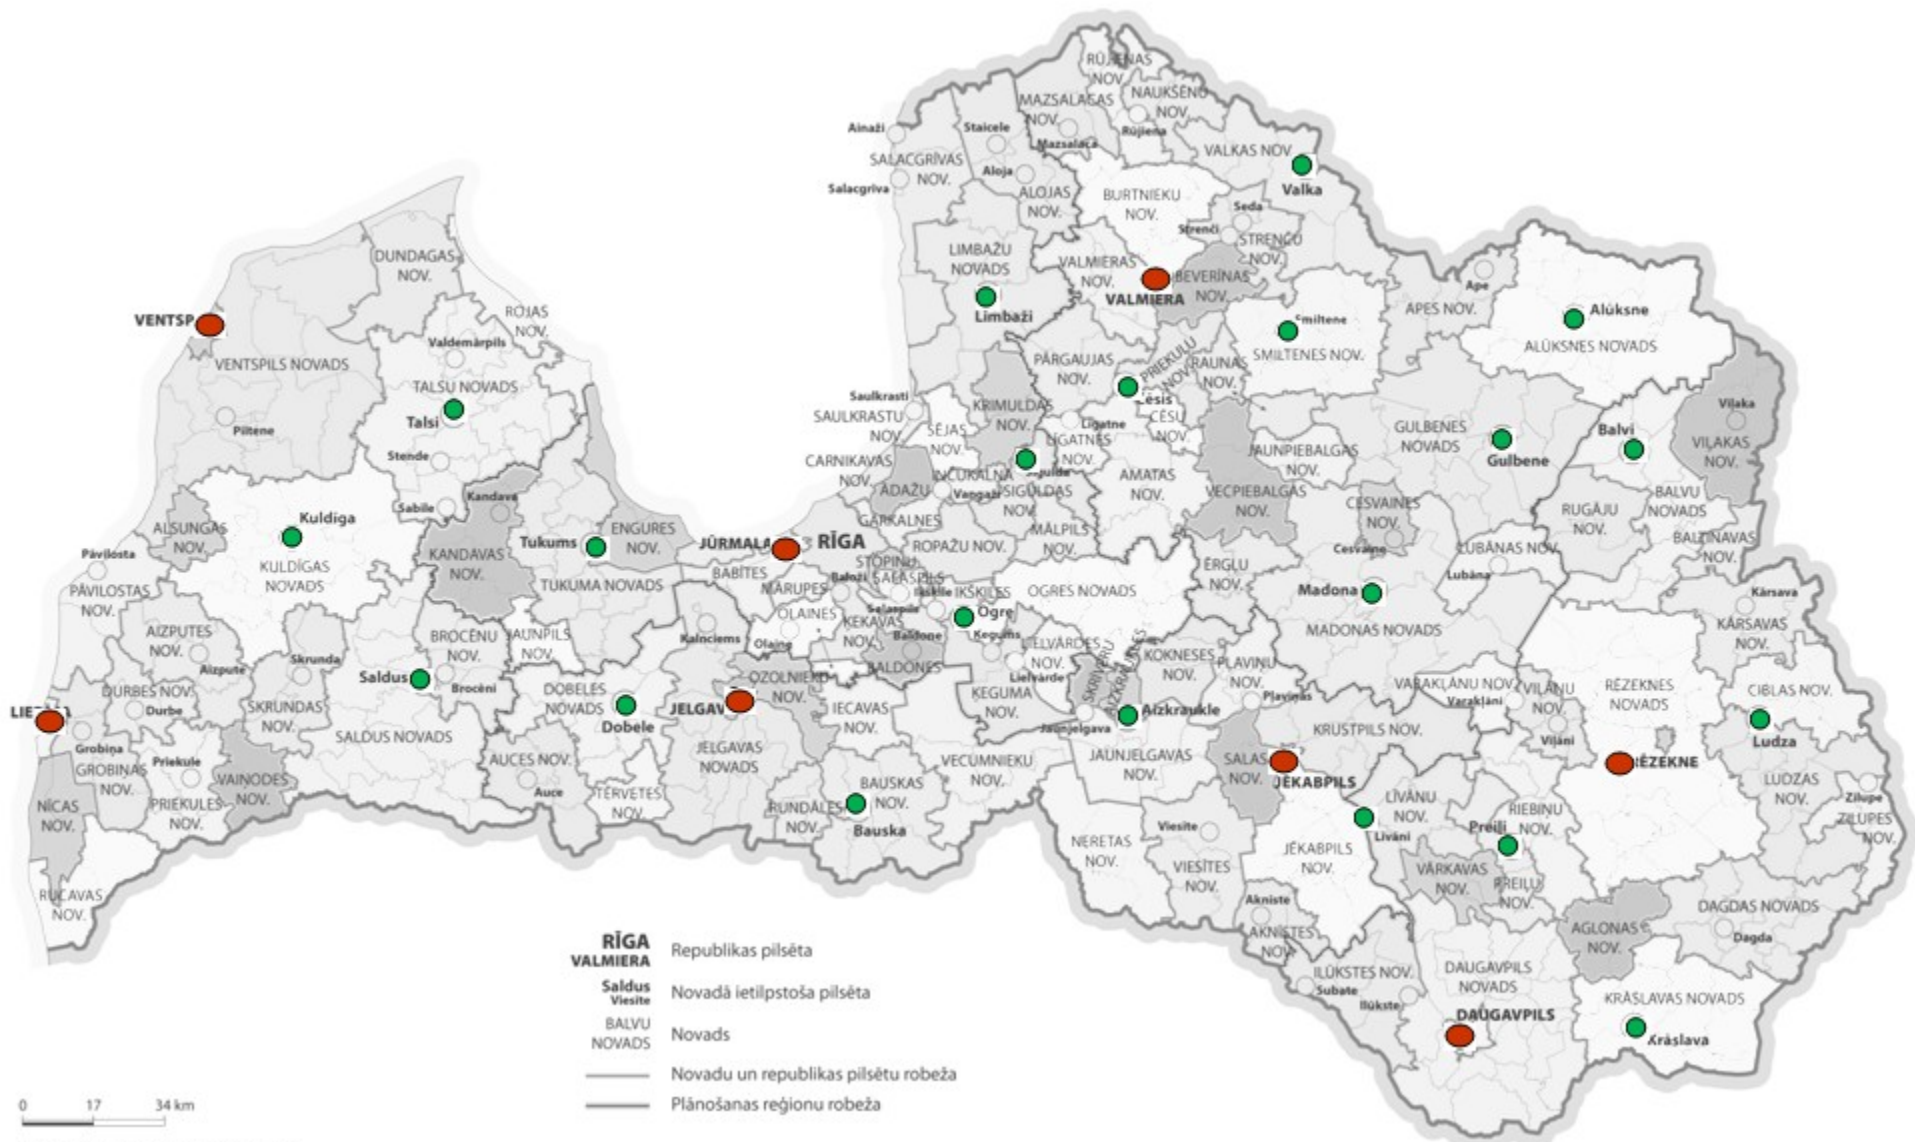 RŪJIENAS
NOV.
MAZSALACAS
NOV.
NAUKŠĒNU
NOV.
Ainaži
Staicele
Mazsalaca
Rūjiena
SALACGRĪVAS
NOV.
VALKAS NOV.
Valka
Aloja
Salacgrīva
ALOJAS
NOV.
BURTNIEKU
NOV.
Seda
Strenči
STRENČU
NOV.
DUNDAGAS
NOV.
LIMBAŽU
NOVADS
VALMIERAS
NOV.
BEVERĪNAS
NOV.
VALMIERA
Limbaži
Ape
APES NOV.
Alūksne
ALŪKSNES NOVADS
VENTSP
ROJAS
NOV.
Valdemārpils
Smiltene
SMILTENES NOV.
VENTSPILS NOVADS
TALSU NOVADS
Talsi
Piltene
Stende
Sabile
Kandava
PĀRGAUJAS
NOV.
PRIEKUĻU
NOV.
RAUNAS
NOV.
Cēsis
CĒSU
NOV.
Saulkrasti
SAULKRASTU
NOV.
KRIMULDAS
NOV.
SĒJAS
NOV.
Līgatne
LĪGATNES
NOV.
CARNIKAVAS
NOV.
INČUKALNA
Vangaži
ĀDAŽU
SIGULDAS
NOV.
AMATAS
NOV.
VECPIEBALGAS
NOV.
JAUNPIEBALGAS
NOV.
GULBENES
NOVADS
Gulbene
Balvi
Viļaka
VIĻAKAS
NOV.
BALVU
NOVADS
RUGĀJU
NOV.
BALTINAVAS
NOV.
CESVAINES
NOV.
Cesvaine
LUBĀNAS NOV.
Lubāna
Kuldīga
KULDĪGAS
NOVADS
ALSUNGAS
NOV.
Pāvilosta
PĀVILOSTAS
NOV.
KANDAVAS
NOV.
Tukums
TUKUMA NOVADS
ENGURES
NOV.
JŪRMALA
RĪGA
GARKALNES
ROPAŽU NOV.
MĀLPILS
NOV.
BABĪTES
MĀRUPES
STOPIŅU
SALASPILS
Baloži
Salaspils
Ikšķile
IKŠĶILES
OGRES NOVADS
Ogre
ĒRGĻU
NOV.
Madona
MADONAS NOVADS
Kārsava
KĀRSAVAS
NOV.
AIZPUTES
NOV.
Aizpute
Skrunda
SKRUNDAS
NOV.
BROCĒNU
NOV.
Brocēni
Saldus
SALDUS NOVADS
JAUNPILS
NOV.
Kalnciems
OLAINES
Olaine
ĶEKAVAS
NOV.
Baldone
BALDONES
Ķegums
ĶEGUMA
NOV.
LIELVĀRDES
NOV.
Lielvārde
SKRĪVERU
AIZKRAUKLES
KOKNESES
NOV.
PĻAVIŅU
NOV.
Pļaviņas
VARAKĻĀNU NOV.
Varakļāni
VIĻĀNU
NOV.
Viļāni
RĒZEKNES
NOVADS
CIBLAS NOV.
Ludza
LUDZAS
NOV.
LIE
DURBES NOV.
Durbe
Grobiņa
GROBIŅAS
NOV.
Priekule
PRIEKULES
NOV.
VAIŅODES
NOV.
NĪCAS
NOV.
RUCAVAS
NOV.
DOBELES
NOVADS
Dobele
AUCES NOV.
Auce
TĒRVETES
NOV.
JELGAV
JELGAVAS
NOVADS
OZOLNIEKU
NOV.
IECAVAS
NOV.
RUNDĀLES
NOV.
BAUSKAS
NOV.
Bauska
VECUMNIEKU
NOV.
Aizkraukle
Jaunjelgava
JAUNJELGAVAS
NOV.
SALAS
NOV.
KRUSTPILS NOV.
JĒKABPILS
JĒKABPILS
NOV.
LĪVĀNU
NOV.
Līvāni
RIEBIŅU
NOV.
Preiļi
PREIĻU
NOV.
VĀRKAVAS
NOV.
RĒZEKNE
Zilupe
ZILUPES
NOV.
NERETAS
NOV.
Viesīte
VIESĪTES
NOV.
Aknīste
AKNĪSTES
NOV.
ILŪKSTES NOV.
Subate
Ilūkste
DAUGAVPILS
NOVADS
DAUGAVPILS
AGLONAS
NOV.
DAGDAS NOVADS
Dagda
KRĀSLAVAS NOVADS
Krāslava
RĪGA
VALMIERA
Republikas pilsēta
Saldus
Viesīte
Novadā ietilpstoša pilsēta
BALVU
NOVADS
Novads
Novadu un republikas pilsētu robeža
Plānošanas reģionu robeža
0 17 34 km